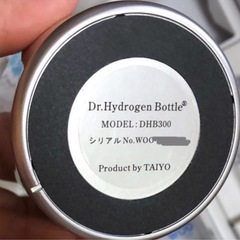 Dr.Hydrogen Bottle®
MODEL:DHB300
シリアルNo.WOO
Product by TAIYO